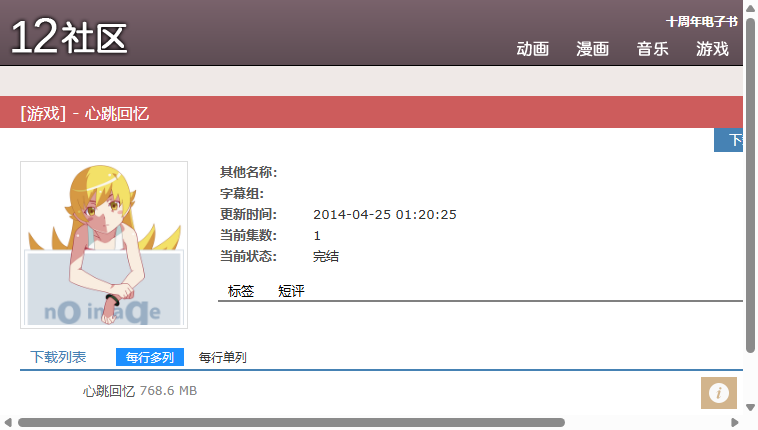 12社区
十周年电子书
动画 漫画 音乐 游戏
[游戏] - 心跳回忆
其他名称:
字幕组:
更新时间: 2014-04-25 01:20:25
当前集数: 1
当前状态: 完结
标签 短评
no image
下载列表 每行多列 每行单列
心跳回忆 768.6 MB
i